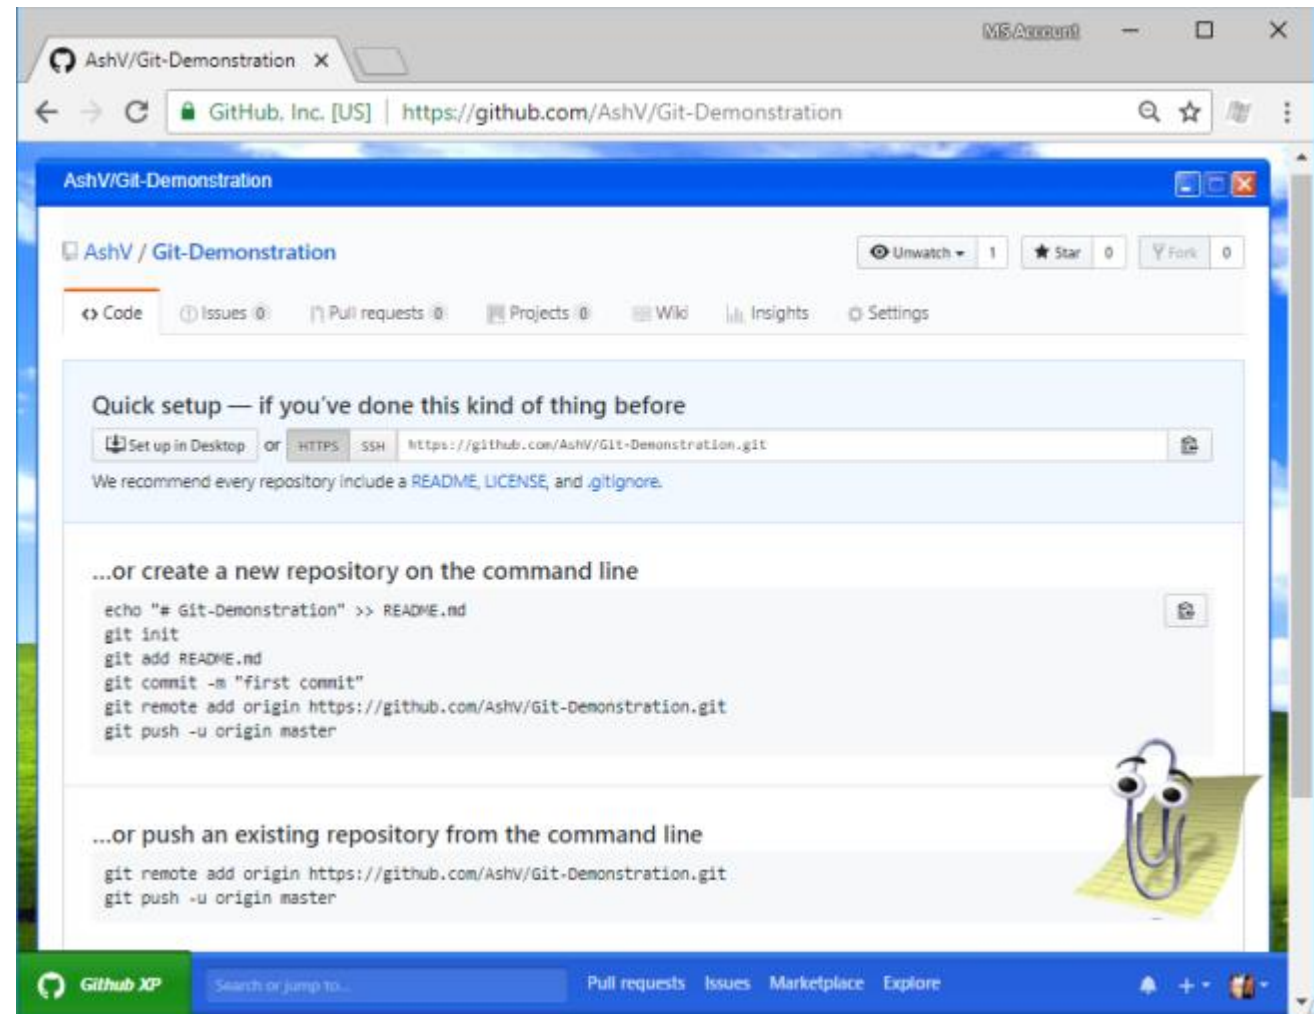 MS Account
AshV/Git-Demonstration
GitHub, Inc. [US] | https://github.com/AshV/Git-Demonstration
AshV/Git-Demonstration
AshV / Git-Demonstration
Unwatch 1 Star 0 Fork 0
<> Code Issues 0 Pull requests 0 Projects 0 Wiki Insights Settings
Quick setup — if you've done this kind of thing before
Set up in Desktop or HTTPS SSH https://github.com/AshV/Git-Demonstration.git
We recommend every repository include a README, LICENSE, and .gitignore.
...or create a new repository on the command line
echo "# Git-Demonstration" >> README.md
git init
git add README.md
git commit -m "first commit"
git remote add origin https://github.com/AshV/Git-Demonstration.git
git push -u origin master
...or push an existing repository from the command line
git remote add origin https://github.com/AshV/Git-Demonstration.git
git push -u origin master
Github XP Search or jump to... Pull requests Issues Marketplace Explore